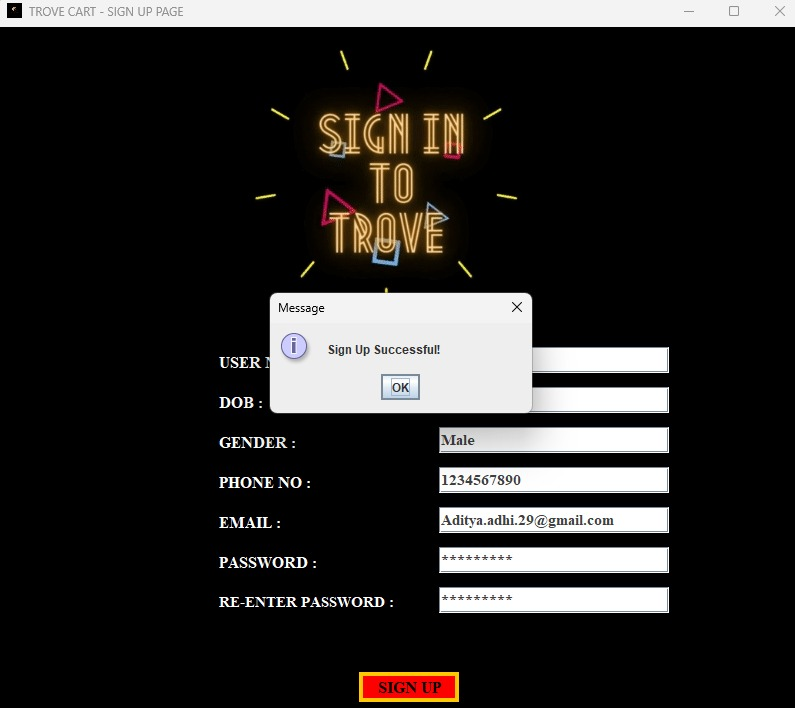 TROVE CART - SIGN UP PAGE
SIGN IN
TO
TROVE
Message
Sign Up Successful!
OK
USER
DOB :
GENDER : Male
PHONE NO : 1234567890
EMAIL : Aditya.adhi.29@gmail.com
PASSWORD : *********
RE-ENTER PASSWORD : *********
SIGN UP